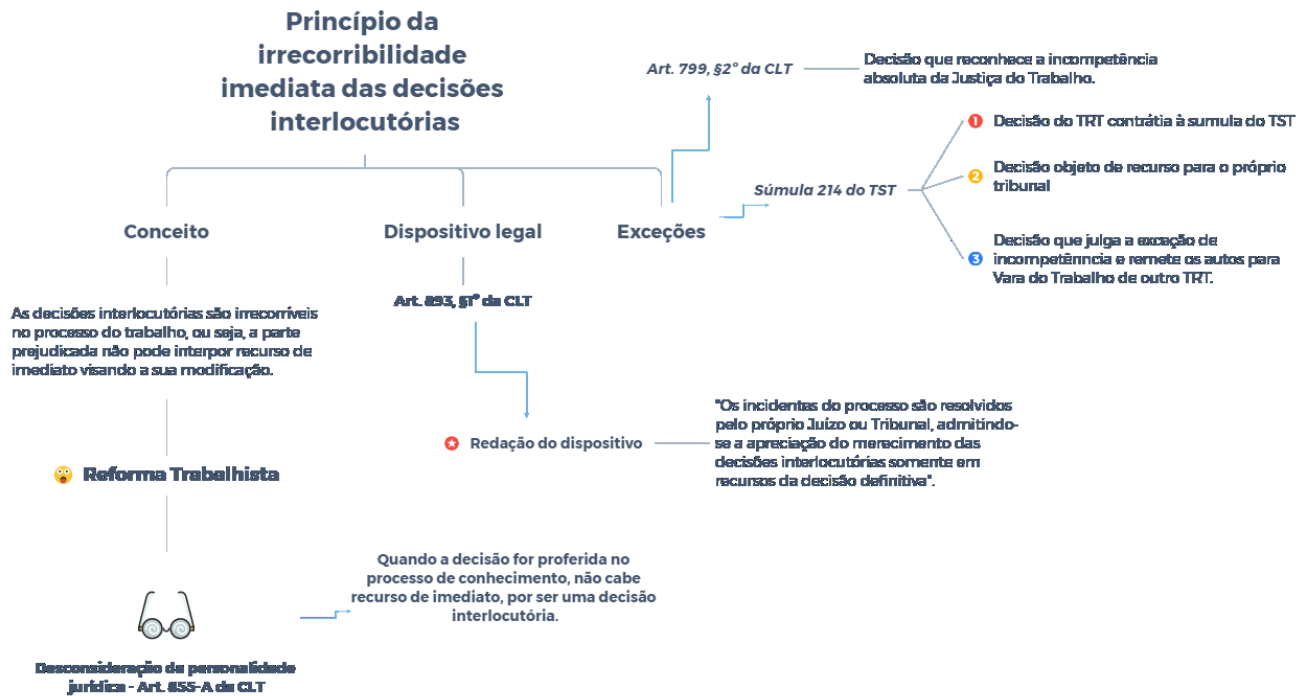 Princípio da
irrecorribilidade
imediata das decisões
interlocutórias
Art. 799, §2º da CLT
Decisão que reconhece a incompetência
absoluta da Justiça do Trabalho.
1 Decisão do TRT contrátia à sumula do TST
Súmula 214 do TST
2 Decisão objeto de recurso para o próprio
tribunal
3 Decisão que julga a exceção de
incompetênncia e remete os autos para
Vara do Trabalho de outro TRT.
Conceito
Dispositivo legal
Exceções
Art. 893, §1º da CLT
As decisões interlocutórias são irrecorríveis
no processo do trabalho, ou seja, a parte
prejudicada não pode interpor recurso de
imediato visando a sua modificação.
Redação do dispositivo
"Os incidentes do processo são resolvidos
pelo próprio Juízo ou Tribunal, admitindo-
se a apreciação do merecimento das
decisões interlocutórias somente em
recursos da decisão definitiva".
Reforma Trabalhista
Quando a decisão for proferida no
processo de conhecimento, não cabe
recurso de imediato, por ser uma decisão
interlocutória.
Desconsideração da personalidade
jurídica - Art. 855-A da CLT